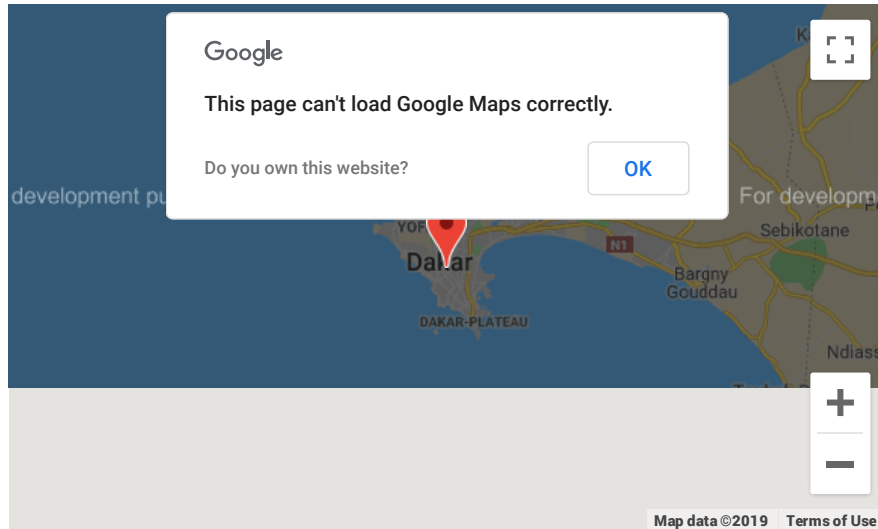 Google
This page can't load Google Maps correctly.
Do you own this website?
OK
development pu
For developm
YOF
Sebikotane
N1
Dakar
Bargny
Gouddau
DAKAR-PLATEAU
Ndiass
+
−
Map data ©2019 Terms of Use